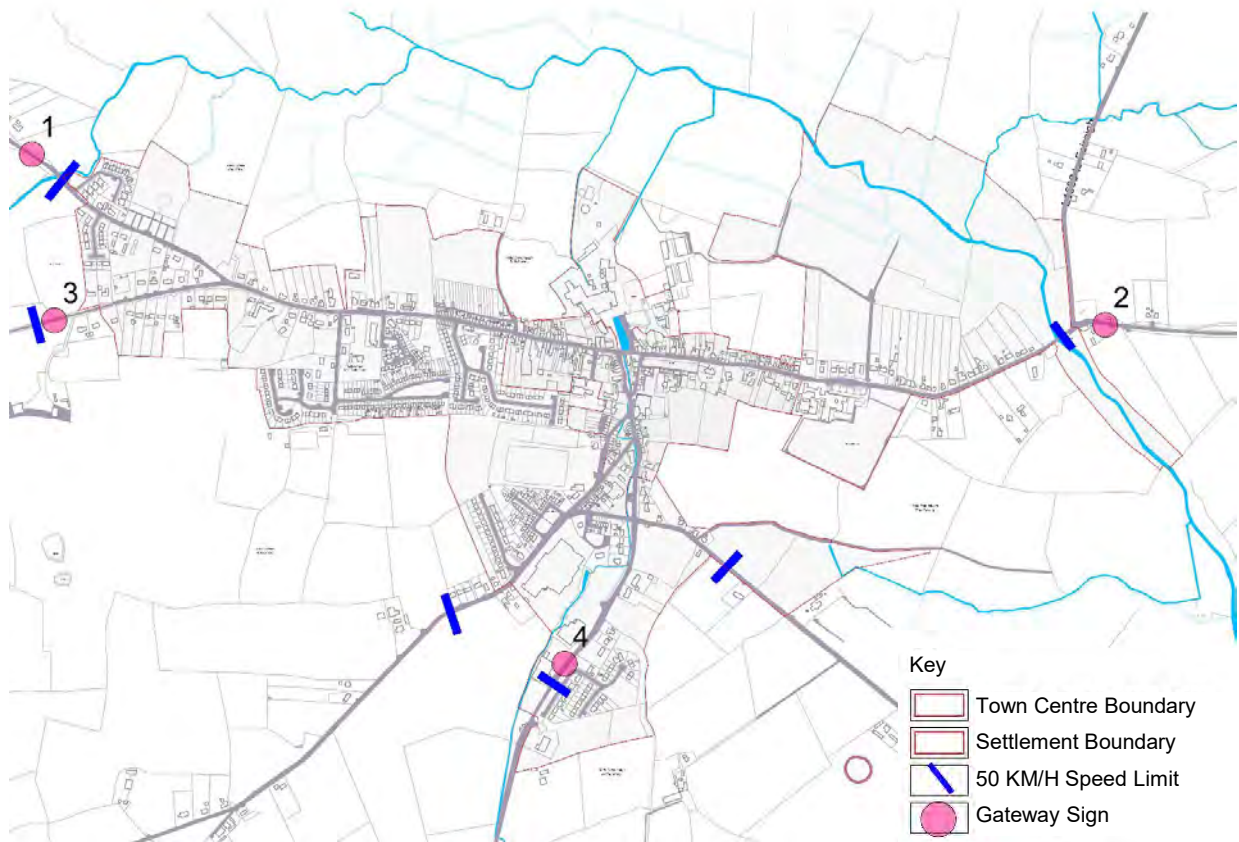 1
2
3
4
Key
Town Centre Boundary
Settlement Boundary
50 KM/H Speed Limit
Gateway Sign